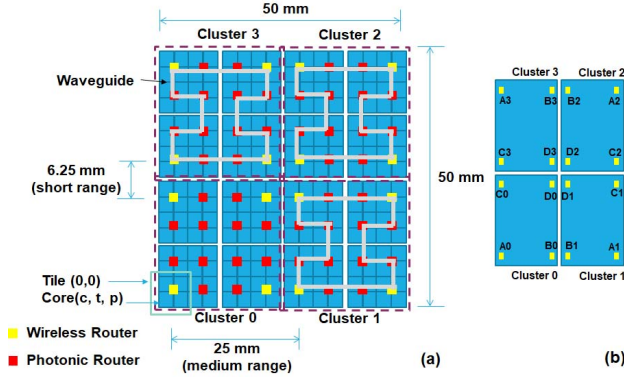 50 mm
Cluster 3
Cluster 2
Waveguide
6.25 mm
(short range)
50 mm
Tile (0,0)
Core(c, t, p)
Cluster 0
Cluster 1
Wireless Router
Photonic Router
25 mm
(medium range)
(a)
Cluster 3
Cluster 2
A3
B3
B2
A2
C3
D3
D2
C2
C0
D0
D1
C1
A0
B0
B1
A1
Cluster 0
Cluster 1
(b)